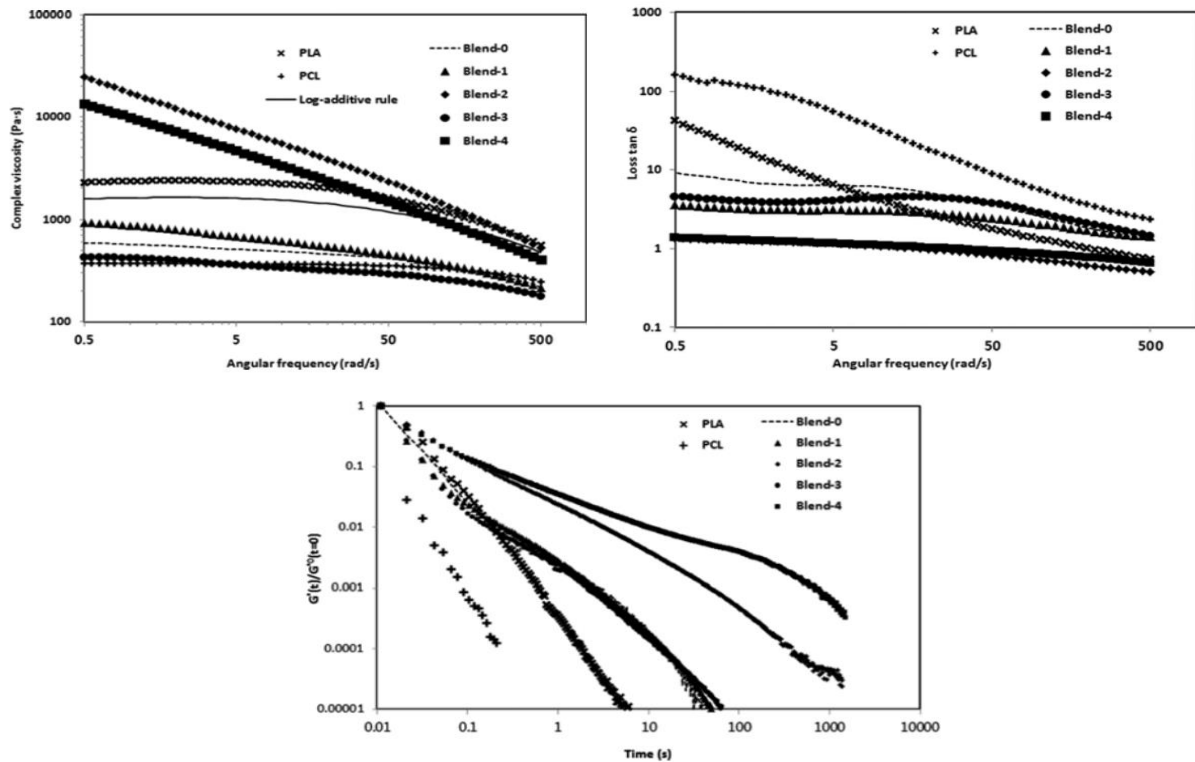 100000
10000
1000
100
Complex viscosity (Pa·s)
PLA
PCL
Log-additive rule
Blend-0
Blend-1
Blend-2
Blend-3
Blend-4
0.5 5 50 500
Angular frequency (rad/s)
1000
100
10
1
0.1
Loss tan δ
PLA
PCL
Blend-0
Blend-1
Blend-2
Blend-3
Blend-4
0.5 5 50 500
Angular frequency (rad/s)
1
0.1
0.01
0.001
0.0001
0.00001
PLA
PCL
Blend-0
Blend-1
Blend-2
Blend-3
Blend-4
0.01 0.1 1 10 100 1000 10000
Time (s)